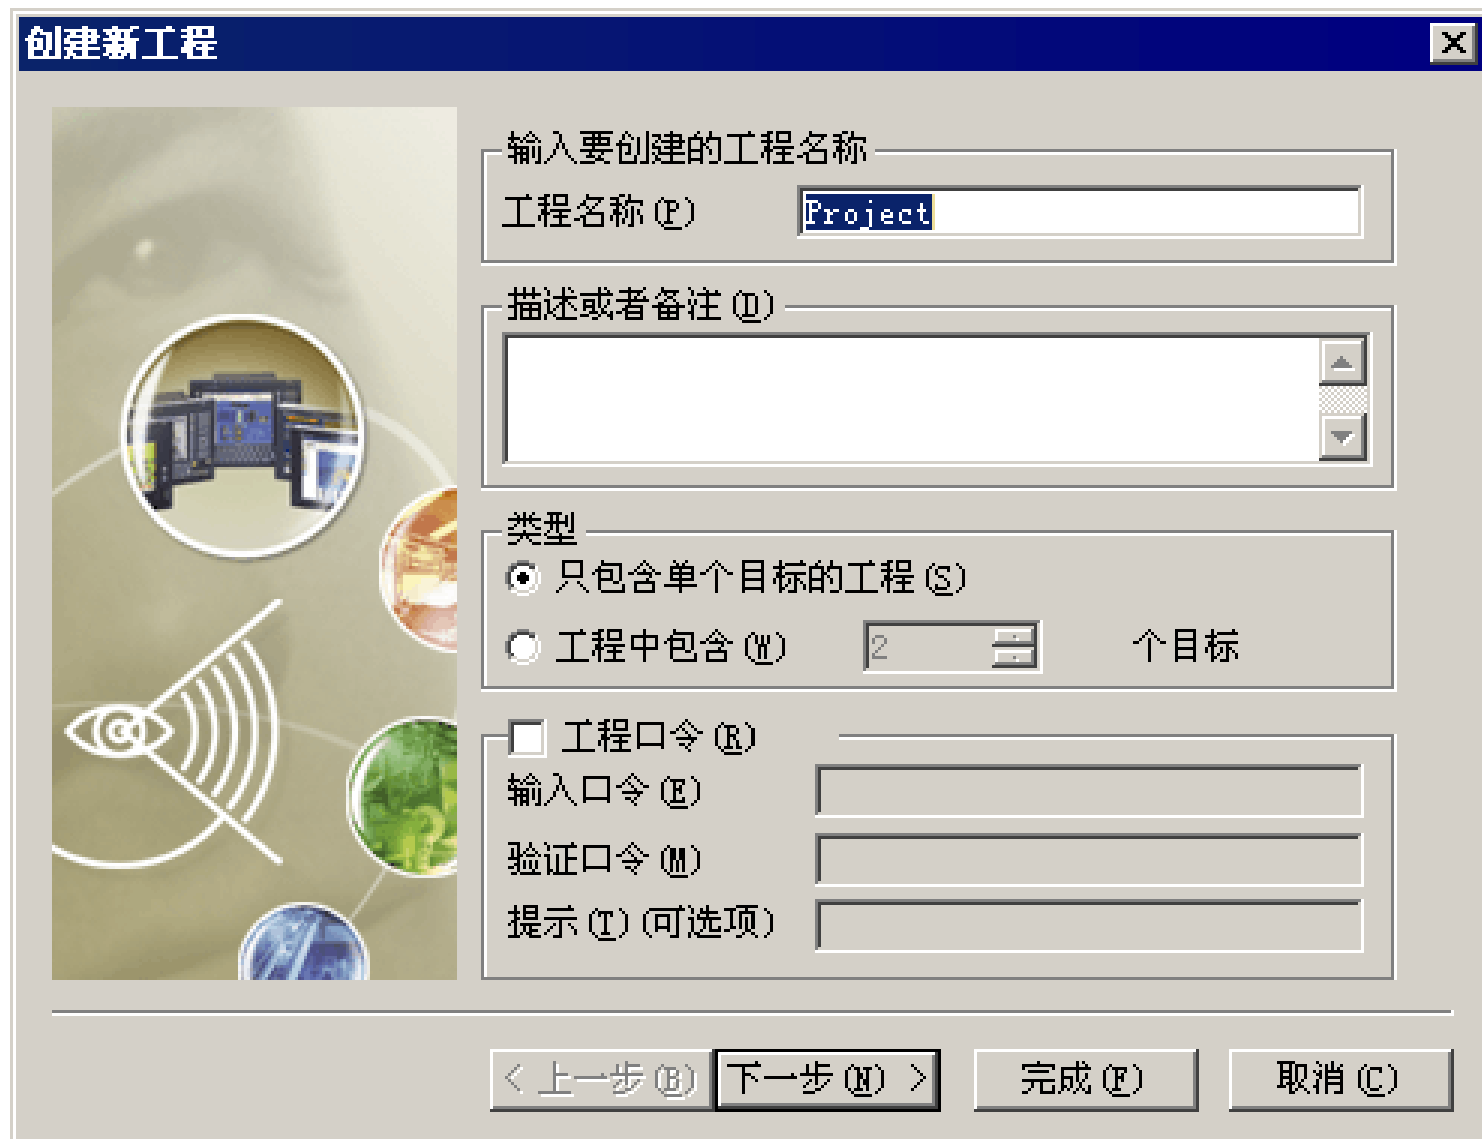 创建新工程
输入要创建的工程名称
工程名称(P) Project
描述或者备注(D)
类型
只包含单个目标的工程(S)
工程中包含(W) 2 个目标
工程口令(R)
输入口令(E)
验证口令(M)
提示(T)(可选项)
< 上一步(B) 下一步(N) > 完成(F) 取消(C)